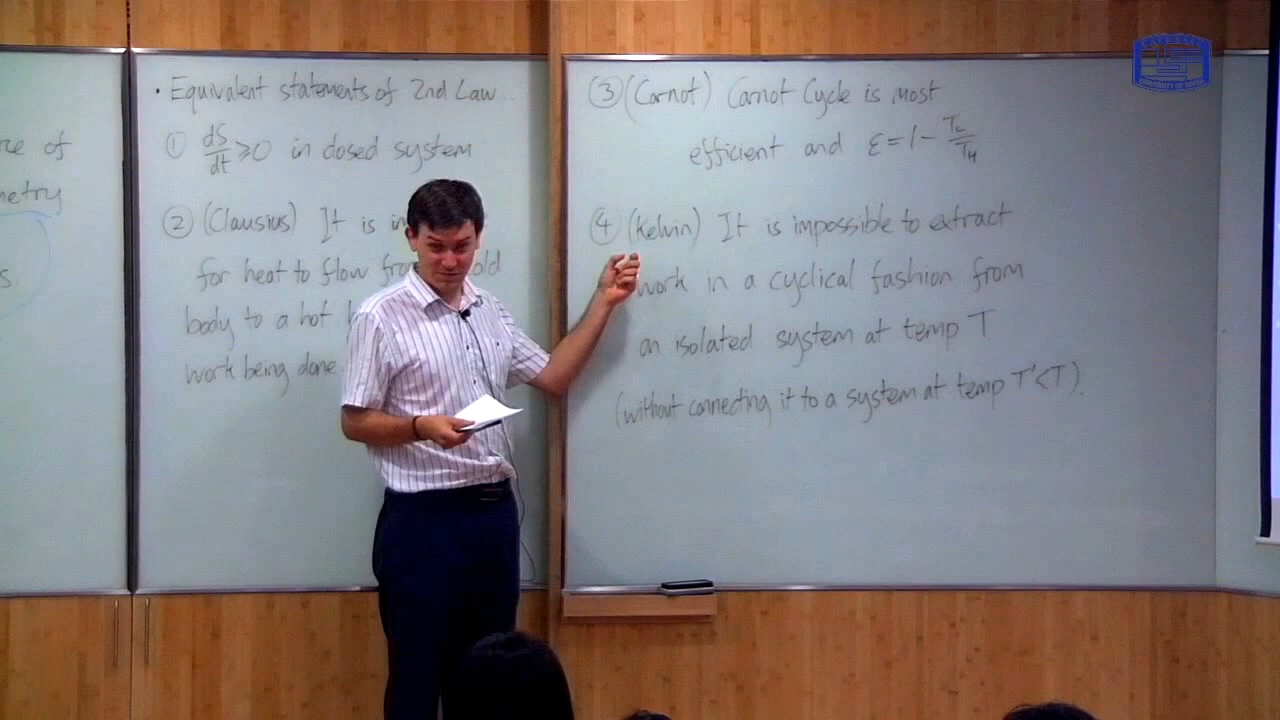 rce of
metry
s.
• Equivalent statements of 2nd Law...
① dS/dt ≥ 0 in closed system
② (Clausius) It is
for heat to flow old
body to a hot
work being done
③ (Carnot) Carnot Cycle is most
efficient and ε = 1 - T_L/T_H
④ (Kelvin) It is impossible to extract
work in a cyclical fashion from
an isolated system at temp T
(without connecting it to a system at temp T' < T).